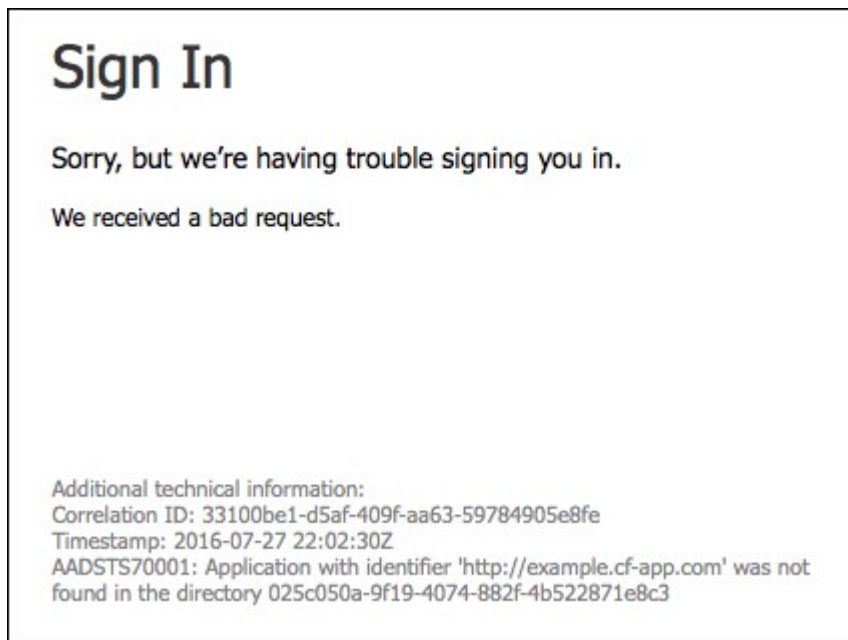 Sign In
Sorry, but we’re having trouble signing you in.
We received a bad request.
Additional technical information:
Correlation ID: 33100be1-d5af-409f-aa63-59784905e8fe
Timestamp: 2016-07-27 22:02:30Z
AADSTS70001: Application with identifier 'http://example.cf-app.com' was not
found in the directory 025c050a-9f19-4074-882f-4b522871e8c3